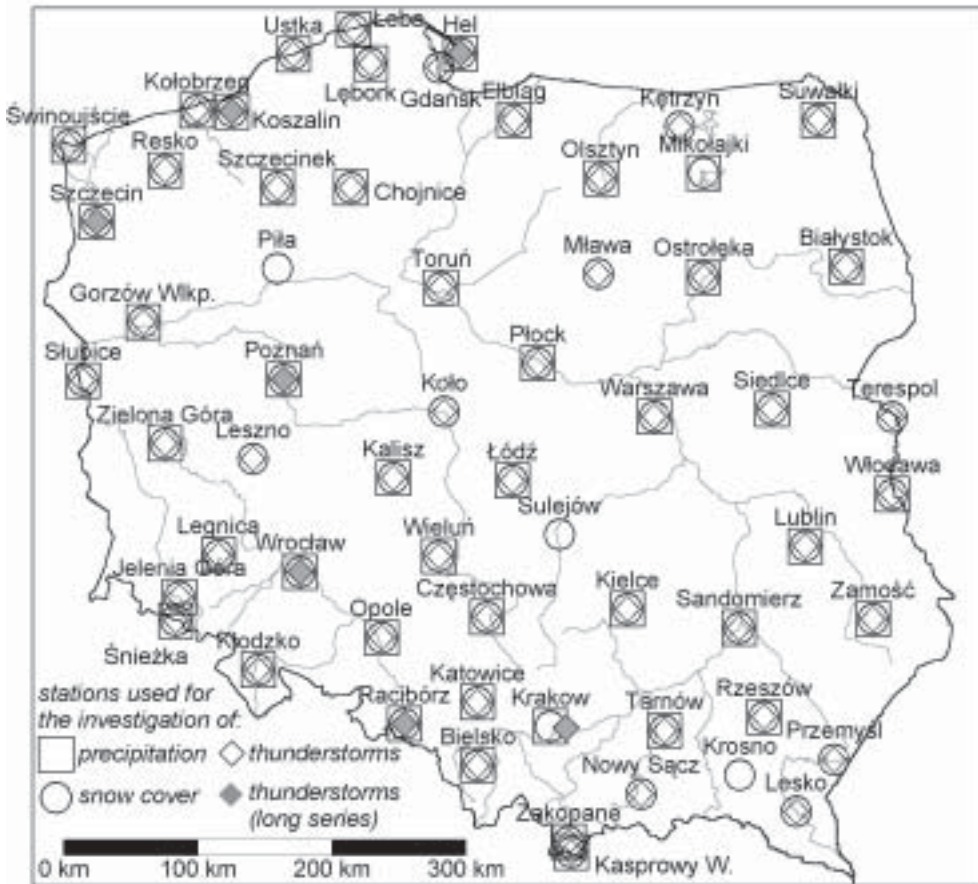 Ustka
Łeba
Hel
Kołobrzeg
Lębork
Gdańsk
Elbląg
Kętrzyn
Suwałki
Świnoujście
Koszalin
Resko
Szczecinek
Olsztyn
Mikołajki
Szczecin
Chojnice
Piła
Toruń
Mława
Ostrołęka
Białystok
Gorzów Wlkp.
Słubice
Poznań
Koło
Płock
Warszawa
Siedlce
Terespol
Zielona Góra
Leszno
Kalisz
Łódź
Włodawa
Sulejów
Legnica
Wrocław
Wieluń
Lublin
Jelenia Góra
Częstochowa
Kielce
Sandomierz
Zamość
Śnieżka
Opole
Kłodzko
Katowice
Krakow
Tarnów
Rzeszów
Racibórz
Przemyśl
Bielsko
Nowy Sącz
Krosno
Lesko
Zakopane
Kasprowy W.
stations used for
the investigation of:
precipitation
thunderstorms
snow cover
thunderstorms
(long series)
0 km 100 km 200 km 300 km